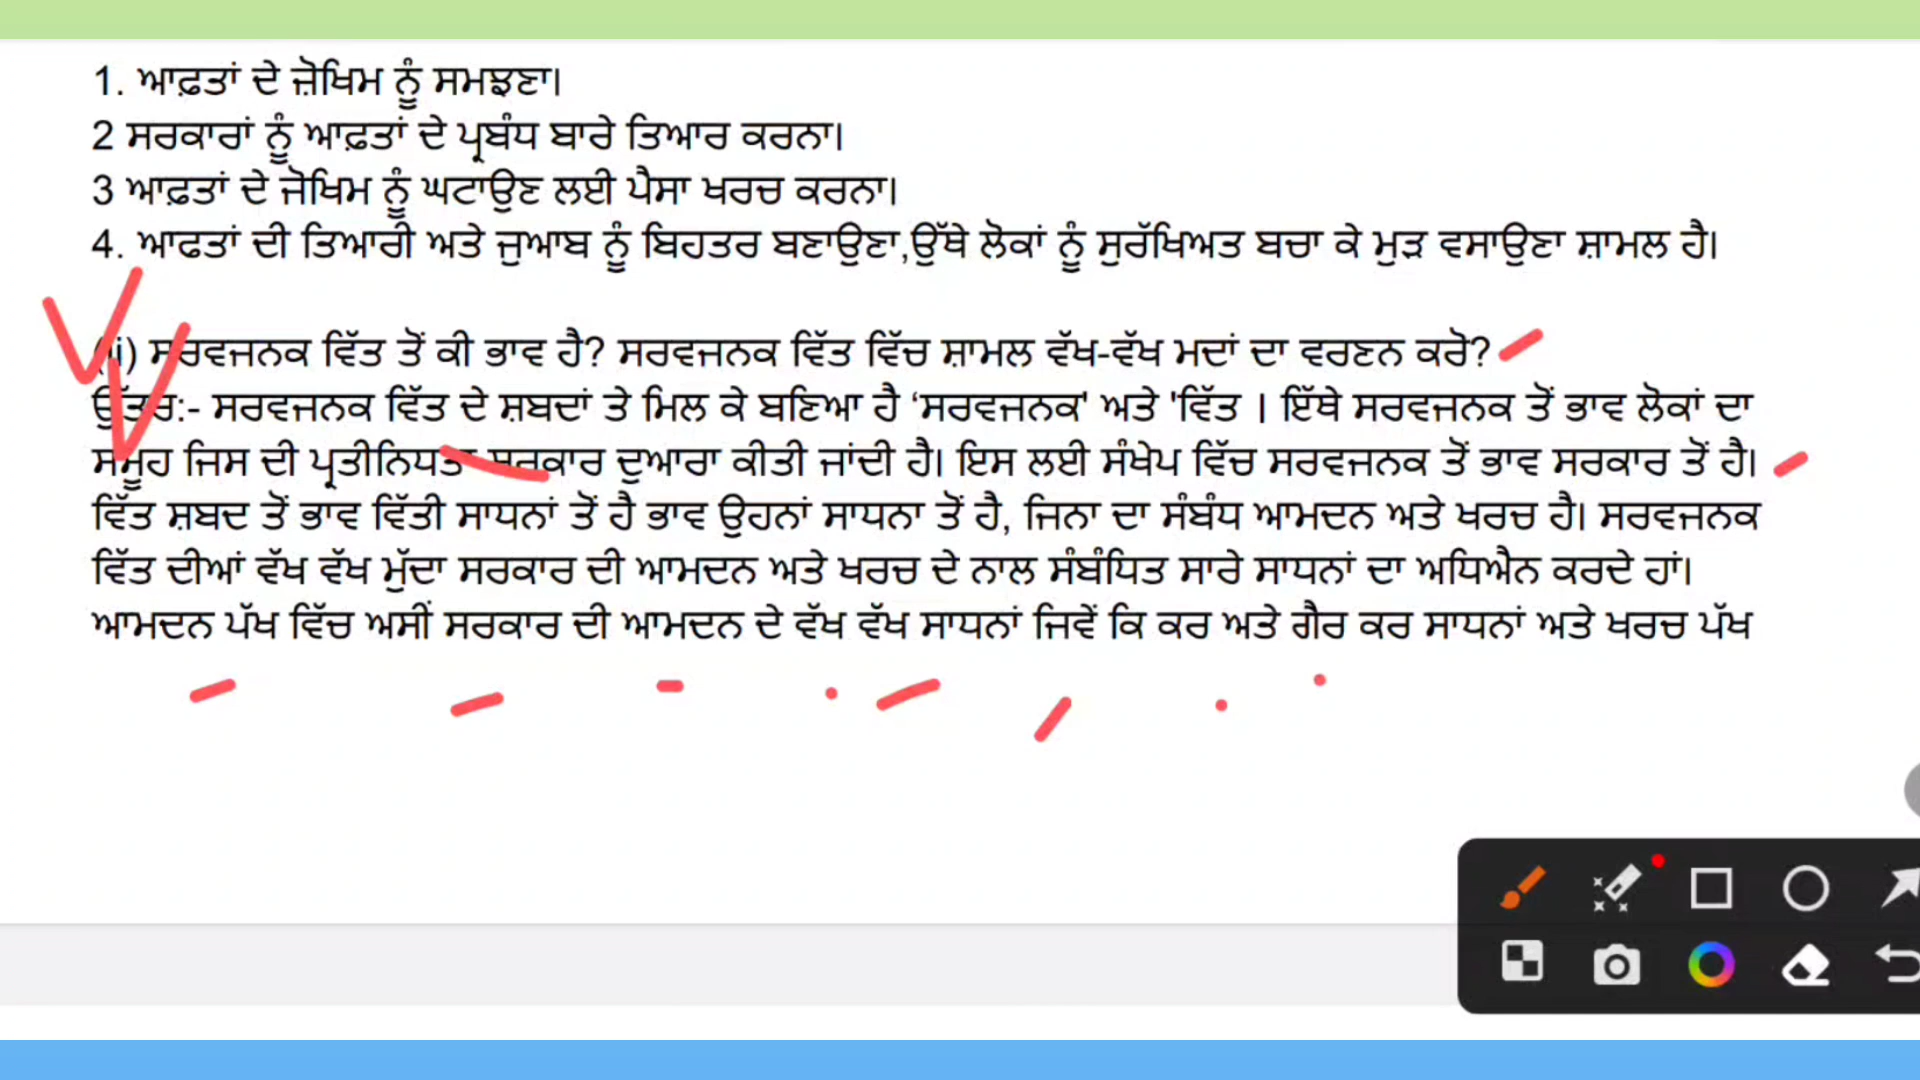 1. ਆਫ਼ਤਾਂ ਦੇ ਜ਼ੋਖਿਮ ਨੂੰ ਸਮਝਣਾ।
2 ਸਰਕਾਰਾਂ ਨੂੰ ਆਫ਼ਤਾਂ ਦੇ ਪ੍ਰਬੰਧ ਬਾਰੇ ਤਿਆਰ ਕਰਨਾ।
3 ਆਫ਼ਤਾਂ ਦੇ ਜੋਖਿਮ ਨੂੰ ਘਟਾਉਣ ਲਈ ਪੈਸਾ ਖਰਚ ਕਰਨਾ।
4. ਆਫਤਾਂ ਦੀ ਤਿਆਰੀ ਅਤੇ ਜੁਆਬ ਨੂੰ ਬਿਹਤਰ ਬਣਾਉਣਾ,ਉੱਥੇ ਲੋਕਾਂ ਨੂੰ ਸੁਰੱਖਿਅਤ ਬਚਾ ਕੇ ਮੁੜ ਵਸਾਉਣਾ ਸ਼ਾਮਲ ਹੈ।
(ii) ਸਰਵਜਨਕ ਵਿੱਤ ਤੋਂ ਕੀ ਭਾਵ ਹੈ? ਸਰਵਜਨਕ ਵਿੱਤ ਵਿੱਚ ਸ਼ਾਮਲ ਵੱਖ-ਵੱਖ ਮਦਾਂ ਦਾ ਵਰਣਨ ਕਰੋ?
ਉੱਤਰ:- ਸਰਵਜਨਕ ਵਿੱਤ ਦੇ ਸ਼ਬਦਾਂ ਤੇ ਮਿਲ ਕੇ ਬਣਿਆ ਹੈ ‘ਸਰਵਜਨਕ' ਅਤੇ 'ਵਿੱਤ । ਇੱਥੇ ਸਰਵਜਨਕ ਤੋਂ ਭਾਵ ਲੋਕਾਂ ਦਾ
ਸਮੂਹ ਜਿਸ ਦੀ ਪ੍ਰਤੀਨਿਧਤਾ ਸਰਕਾਰ ਦੁਆਰਾ ਕੀਤੀ ਜਾਂਦੀ ਹੈ। ਇਸ ਲਈ ਸੰਖੇਪ ਵਿੱਚ ਸਰਵਜਨਕ ਤੋਂ ਭਾਵ ਸਰਕਾਰ ਤੋਂ ਹੈ।
ਵਿੱਤ ਸ਼ਬਦ ਤੋਂ ਭਾਵ ਵਿੱਤੀ ਸਾਧਨਾਂ ਤੋਂ ਹੈ ਭਾਵ ਉਹਨਾਂ ਸਾਧਨਾ ਤੋਂ ਹੈ, ਜਿਨਾ ਦਾ ਸੰਬੰਧ ਆਮਦਨ ਅਤੇ ਖਰਚ ਹੈ। ਸਰਵਜਨਕ
ਵਿੱਤ ਦੀਆਂ ਵੱਖ ਵੱਖ ਮੁੱਦਾ ਸਰਕਾਰ ਦੀ ਆਮਦਨ ਅਤੇ ਖਰਚ ਦੇ ਨਾਲ ਸੰਬੰਧਿਤ ਸਾਰੇ ਸਾਧਨਾਂ ਦਾ ਅਧਿਐਨ ਕਰਦੇ ਹਾਂ।
ਆਮਦਨ ਪੱਖ ਵਿੱਚ ਅਸੀਂ ਸਰਕਾਰ ਦੀ ਆਮਦਨ ਦੇ ਵੱਖ ਵੱਖ ਸਾਧਨਾਂ ਜਿਵੇਂ ਕਿ ਕਰ ਅਤੇ ਗੈਰ ਕਰ ਸਾਧਨਾਂ ਅਤੇ ਖਰਚ ਪੱਖ